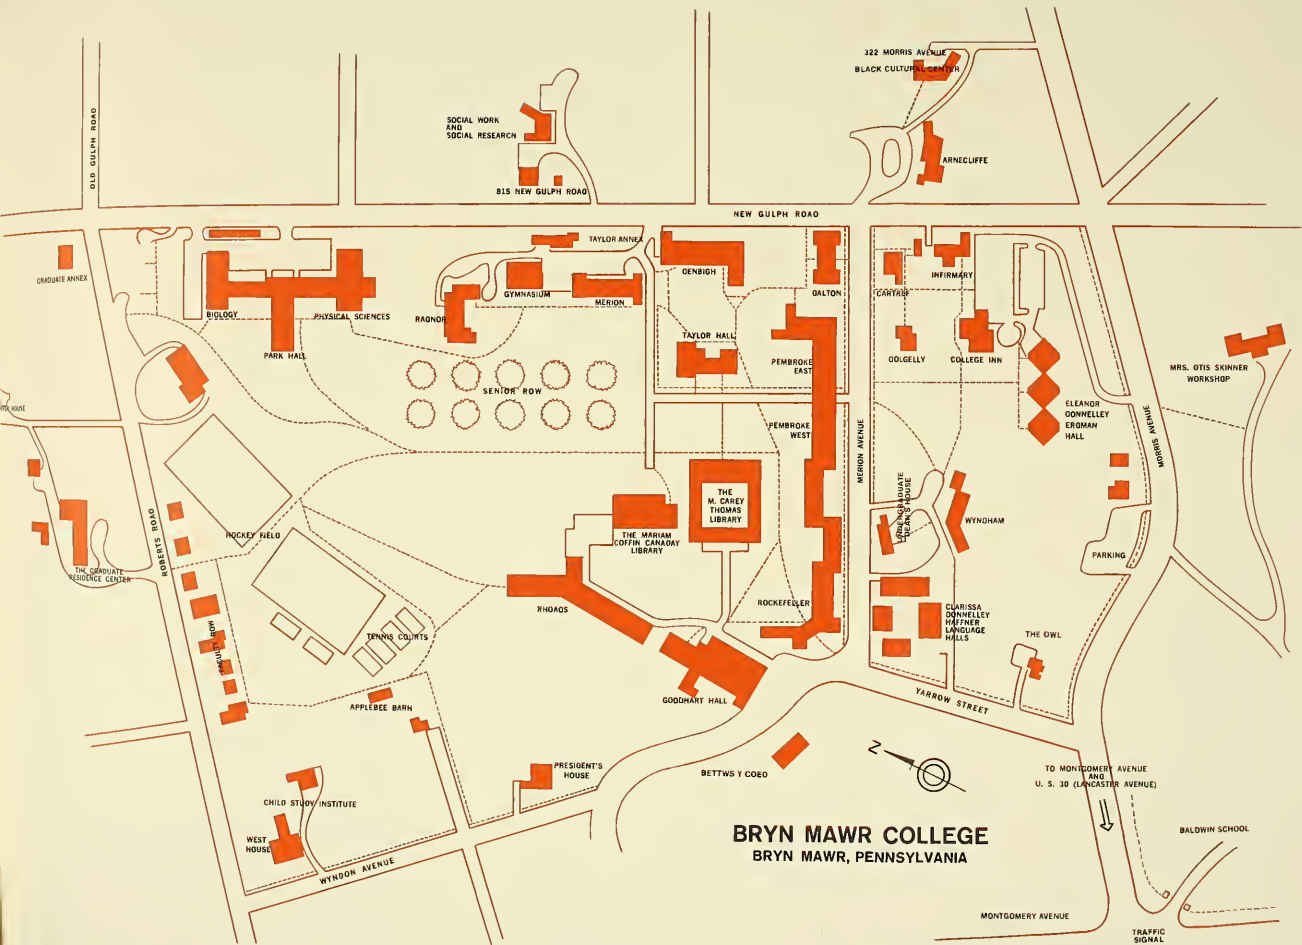 322 MORRIS AVENUE
BLACK CULTURAL CENTER
OLD GULPH ROAD
SOCIAL WORK
AND
SOCIAL RESEARCH
ARNECLIFFE
815 NEW GULPH ROAD
NEW GULPH ROAD
TAYLOR ANNEX
GRADUATE ANNEX
DENBIGH
INFIRMARY
GYMNASIUM
MERION
DALTON
CARTREF
BIOLOGY
PHYSICAL SCIENCES
RADNOR
PARK HALL
TAYLOR HALL
PEMBROKE
EAST
DOLGELLY
COLLEGE INN
MRS. OTIS SKINNER
WORKSHOP
SENIOR ROW
HOUSE
ELEANOR
DONNELLEY
ERDMAN
HALL
PEMBROKE
WEST
MERION AVENUE
MORRIS AVENUE
THE
M. CAREY
THOMAS
LIBRARY
UNDERGRADUATE
DEAN'S HOUSE
WYNDHAM
HOCKEY FIELD
ROBERTS ROAD
THE MARIAM
COFFIN CANADAY
LIBRARY
PARKING
THE GRADUATE
RESIDENCE CENTER
RHOADS
ROCKEFELLER
CLARISSA
DONNELLEY
HAFFNER
LANGUAGE
HALLS
FACULTY ROW
TENNIS COURTS
THE OWL
APPLEBEE BARN
GOODHART HALL
YARROW STREET
PRESIDENT'S
HOUSE
BETTWS Y COED
N
TO MONTGOMERY AVENUE
AND
U. S. 30 (LANCASTER AVENUE)
CHILD STUDY INSTITUTE
WEST
HOUSE
WYNDON AVENUE
BRYN MAWR COLLEGE
BRYN MAWR, PENNSYLVANIA
BALDWIN SCHOOL
MONTGOMERY AVENUE
TRAFFIC
SIGNAL